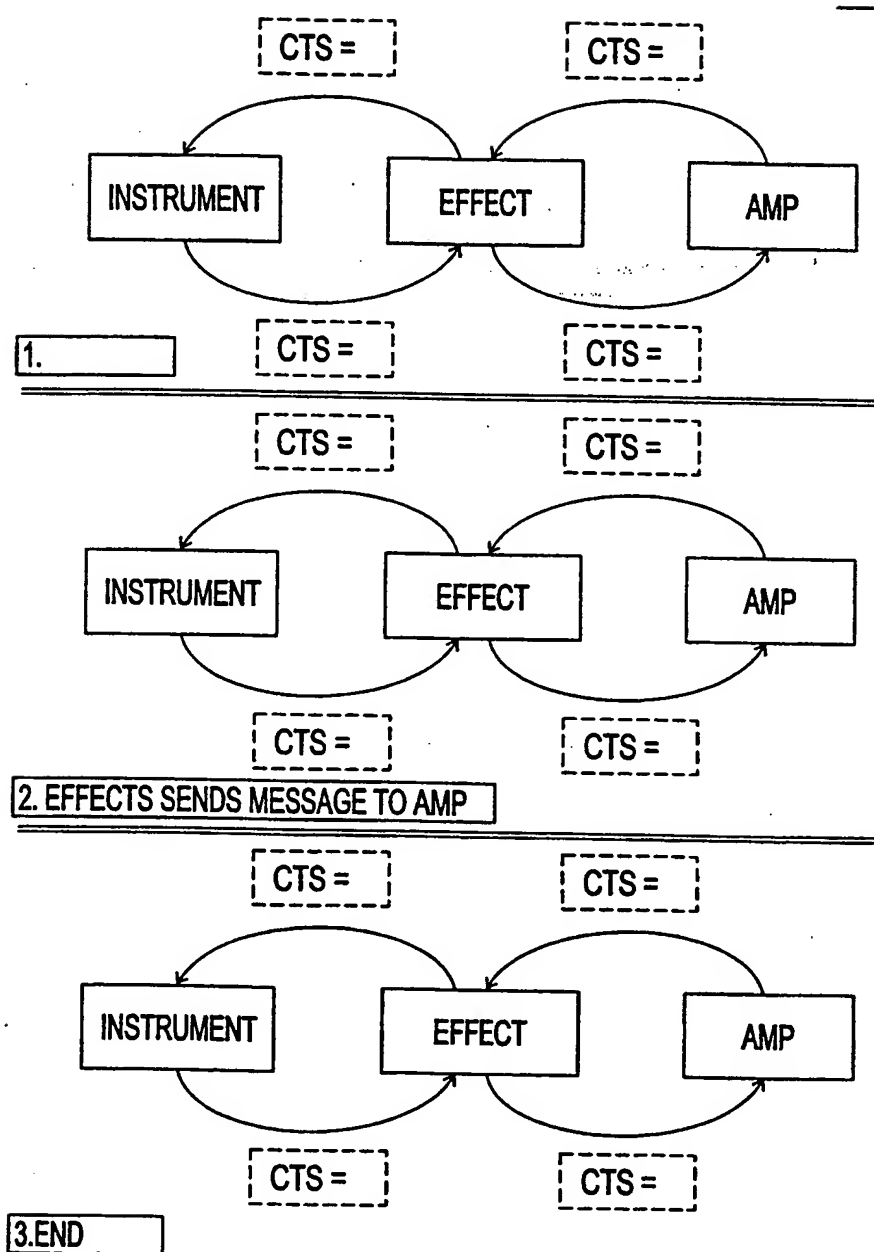 CTS = CTS =
INSTRUMENT EFFECT AMP
CTS = CTS =
1.
CTS = CTS =
INSTRUMENT EFFECT AMP
CTS = CTS =
2. EFFECTS SENDS MESSAGE TO AMP
CTS = CTS =
INSTRUMENT EFFECT AMP
CTS = CTS =
3.END